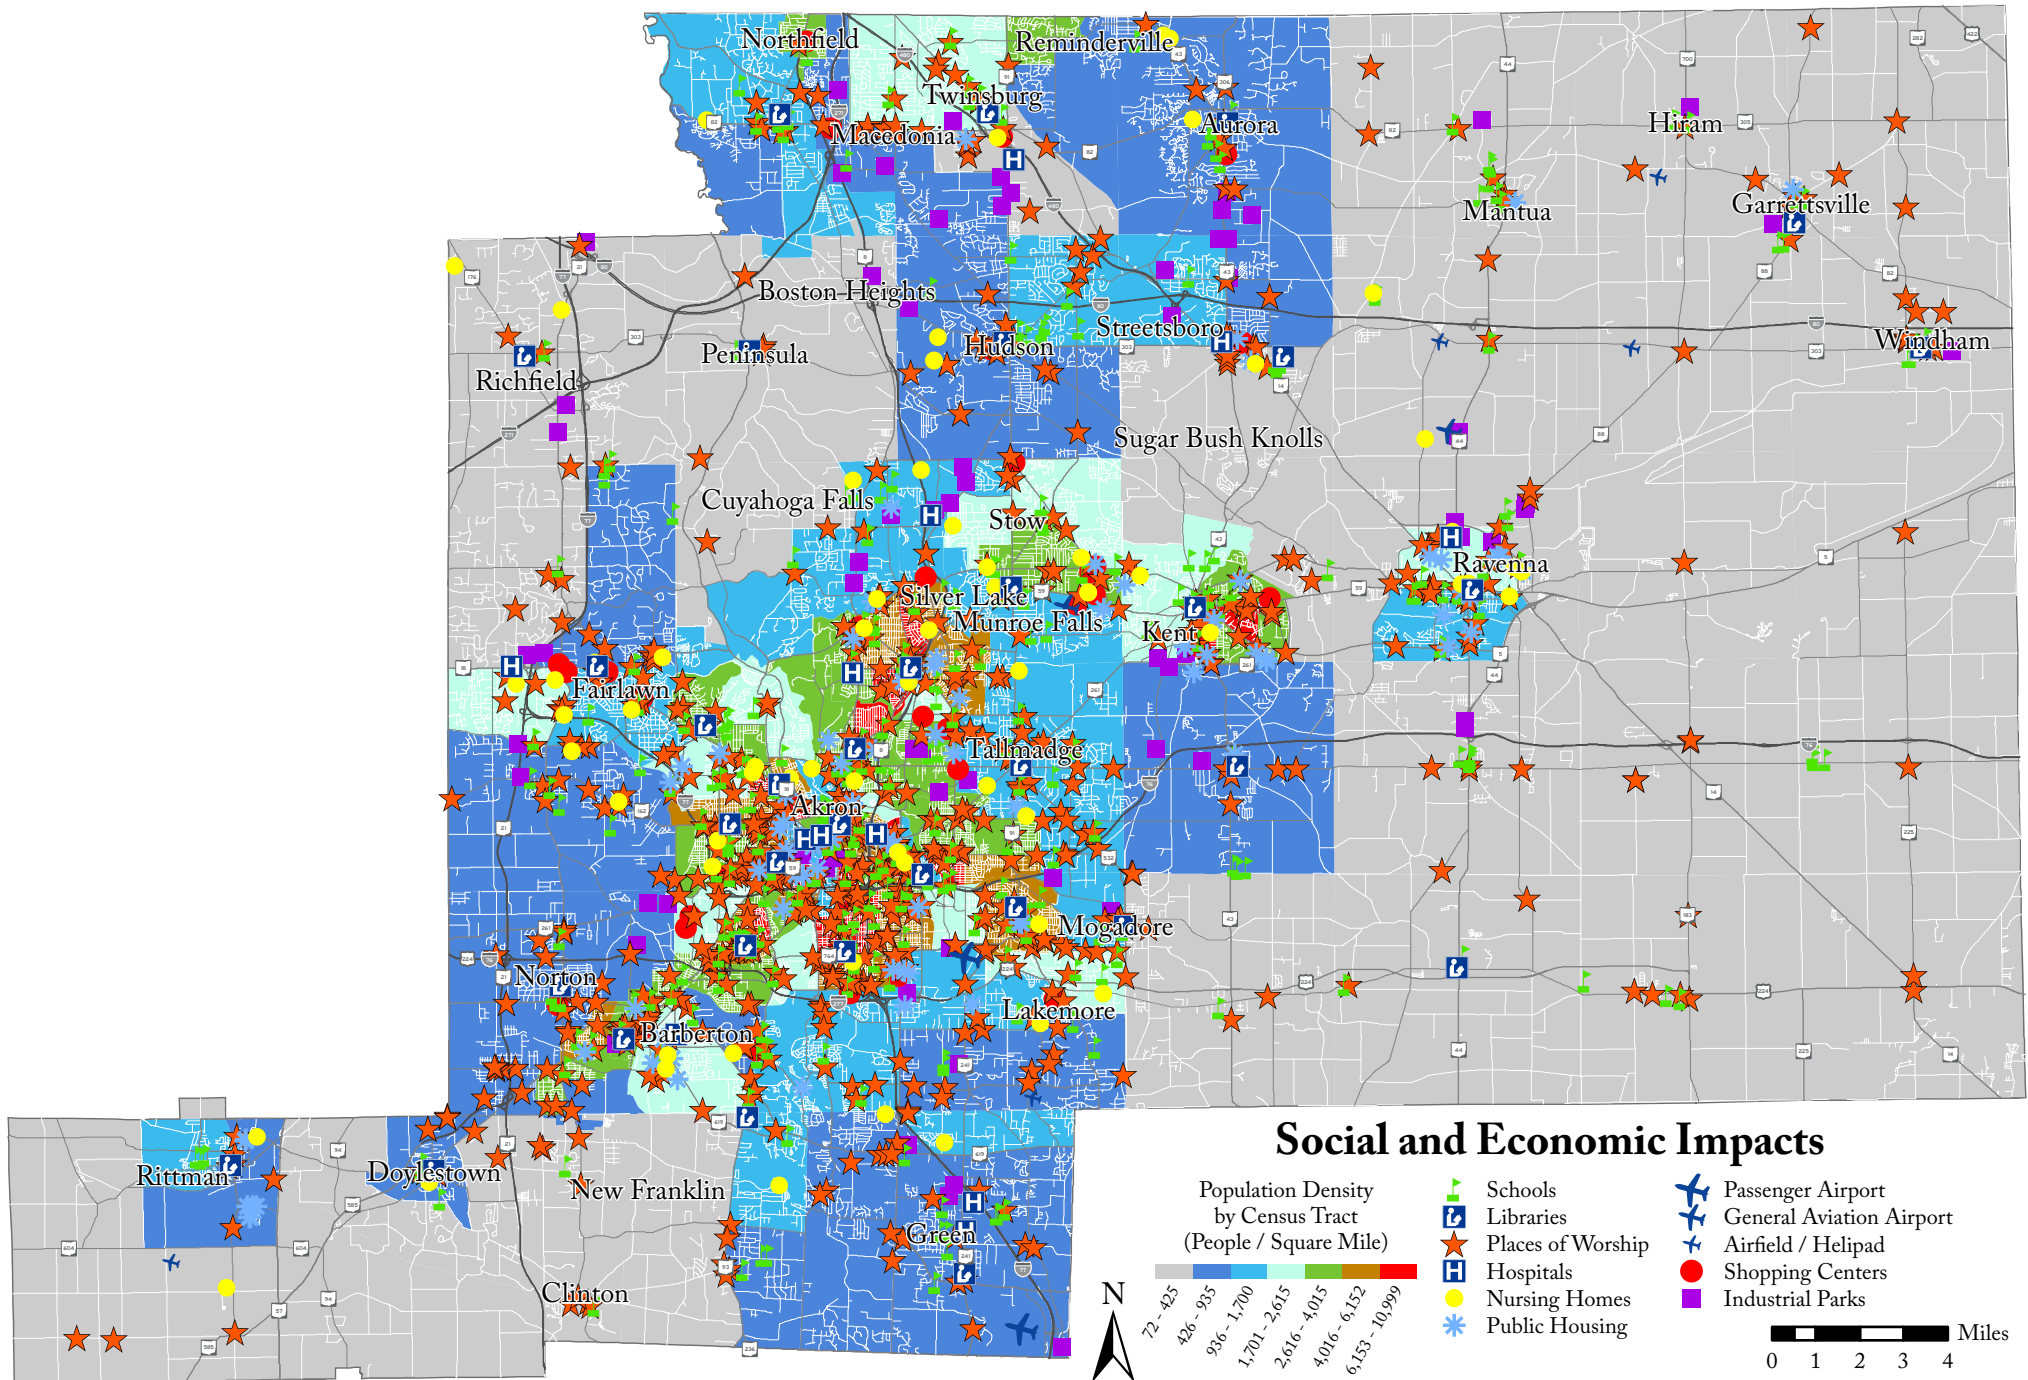 Northfield
Reminderville
Twinsburg
Macedonia
Aurora
Hiram
Mantua
Garrettsville
Boston Heights
Streetsboro
Hudson
Peninsula
Richfield
Windham
Sugar Bush Knolls
Cuyahoga Falls
Stow
Ravenna
Silver Lake
Munroe Falls
Kent
Fairlawn
Tallmadge
Akron
Mogadore
Norton
Lakemore
Barberton
Rittman
Doylestown
New Franklin
Green
Clinton
Social and Economic Impacts
Population Density
by Census Tract
(People / Square Mile)
72 - 425
426 - 935
936 - 1,700
1,701 - 2,615
2,616 - 4,015
4,016 - 6,152
6,153 - 10,999
Schools
Libraries
Places of Worship
Hospitals
Nursing Homes
Public Housing
Passenger Airport
General Aviation Airport
Airfield / Helipad
Shopping Centers
Industrial Parks
N
Miles
0 1 2 3 4